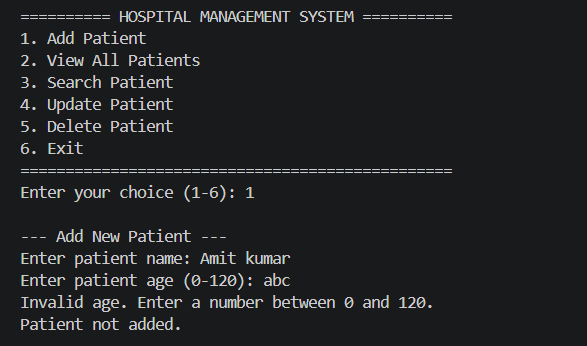 ========== HOSPITAL MANAGEMENT SYSTEM ==========
1. Add Patient
2. View All Patients
3. Search Patient
4. Update Patient
5. Delete Patient
6. Exit
================================================
Enter your choice (1-6): 1

--- Add New Patient ---
Enter patient name: Amit kumar
Enter patient age (0-120): abc
Invalid age. Enter a number between 0 and 120.
Patient not added.